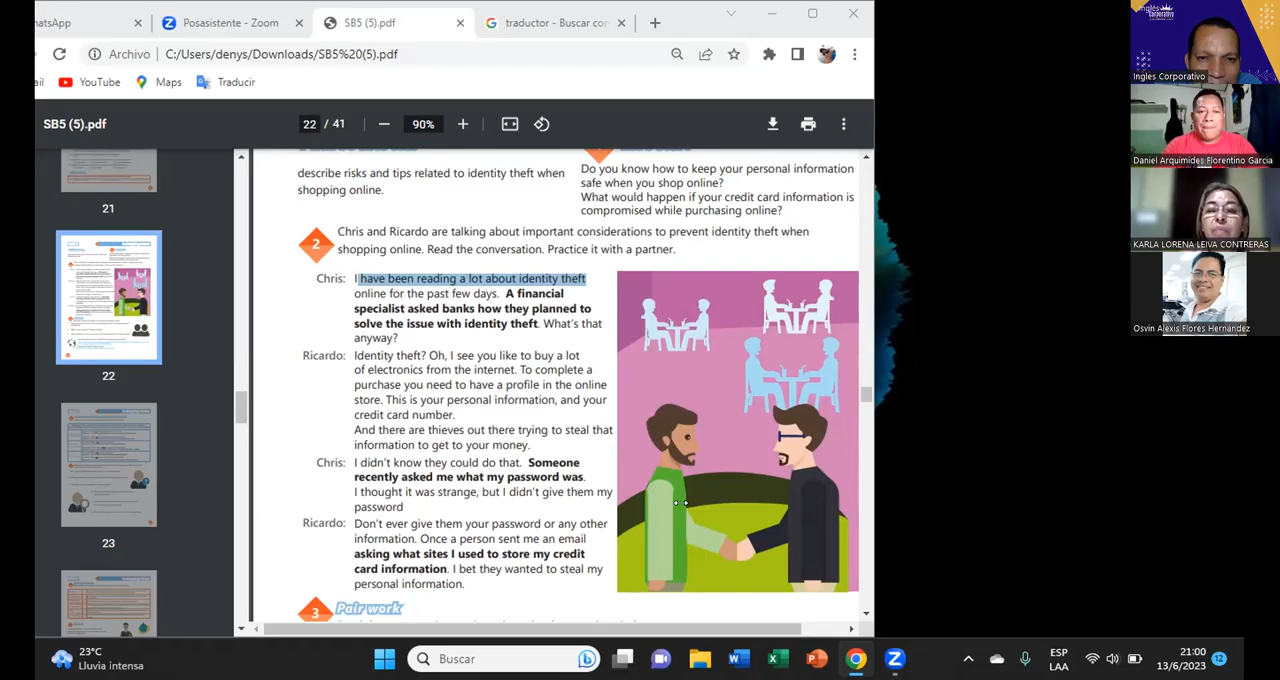 hatsApp
Posasistente - Zoom
SB5 (5).pdf
traductor - Buscar con
Archivo
C:/Users/denys/Downloads/SB5%20(5).pdf
ail
YouTube
Maps
Traducir
SB5 (5).pdf
22 / 41
90%
21
22
23
describe risks and tips related to identity theft when
shopping online.
Do you know how to keep your personal information
safe when you shop online?
What would happen if your credit card information is
compromised while purchasing online?
2
Chris and Ricardo are talking about important considerations to prevent identity theft when
shopping online. Read the conversation. Practice it with a partner.
Chris: I have been reading a lot about identity theft
online for the past few days. A financial
specialist asked banks how they planned to
solve the issue with identity theft. What's that
anyway?
Ricardo: Identity theft? Oh, I see you like to buy a lot
of electronics from the internet. To complete a
purchase you need to have a profile in the online
store. This is your personal information, and your
credit card number.
And there are thieves out there trying to steal that
information to get to your money.
Chris: I didn't know they could do that. Someone
recently asked me what my password was.
I thought it was strange, but I didn't give them my
password
Ricardo: Don't ever give them your password or any other
information. Once a person sent me an email
asking what sites I used to store my credit
card information. I bet they wanted to steal my
personal information.
3 Pair work
Inglés
Corporativo
Ingles Corporativo
Daniel Arquimides Florentino Garcia
KARLA LORENA LEIVA CONTRERAS
Osvin Alexis Flores Hernández
23°C
Lluvia intensa
Buscar
ESP
LAA
21:00
13/6/2023
12